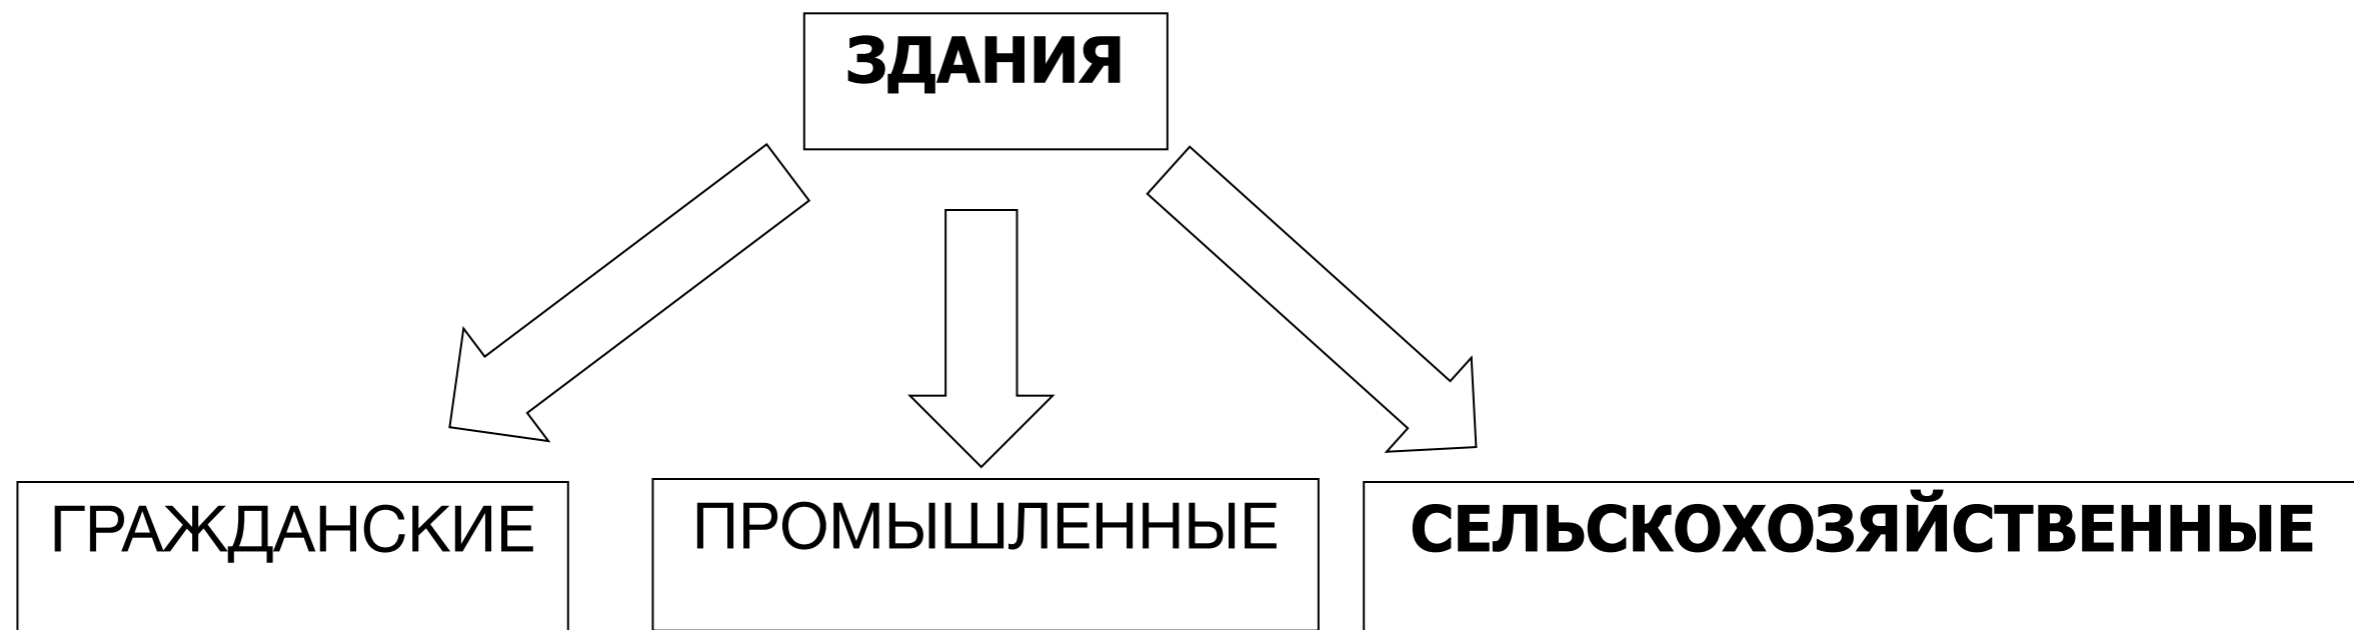 ЗДАНИЯ
ГРАЖДАНСКИЕ
ПРОМЫШЛЕННЫЕ
СЕЛЬСКОХОЗЯЙСТВЕННЫЕ